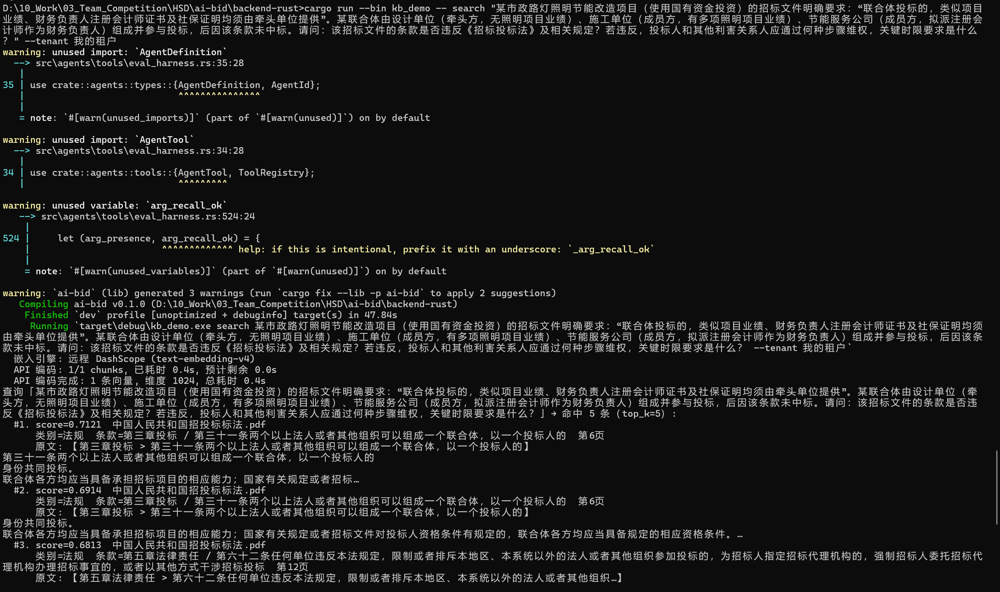 D:\10_Work\03_Team_Competition\HSD\ai-bid\backend-rust>cargo run --bin kb_demo -- search "某市政路灯照明节能改造项目（使用国有资金投资）的招标文件明确要求：“联合体投标的，类似项目
业绩、财务负责人注册会计师证书及社保证明均须由牵头单位提供”。某联合体由设计单位（牵头方，无照明项目业绩）、施工单位（成员方，有多项照明项目业绩）、节能服务公司（成员方，拟派注册会
计师作为财务负责人）组成并参与投标，后因该条款未中标。请问：该招标文件的条款是否违反《招标投标法》及相关规定？若违反，投标人和其他利害关系人应通过何种步骤维权，关键时限要求是什么
？" --tenant 我的租户
warning: unused import: `AgentDefinition`
  --> src\agents\tools\eval_harness.rs:35:28
   |
35 | use crate::agents::types::{AgentDefinition, AgentId};
   |                            ^^^^^^^^^^^^^^^
   |
   = note: `#[warn(unused_imports)]` (part of `#[warn(unused)]`) on by default
warning: unused import: `AgentTool`
  --> src\agents\tools\eval_harness.rs:34:28
   |
34 | use crate::agents::tools::{AgentTool, ToolRegistry};
   |                            ^^^^^^^^^
warning: unused variable: `arg_recall_ok`
   --> src\agents\tools\eval_harness.rs:524:24
    |
524 |     let (arg_presence, arg_recall_ok) = {
    |                        ^^^^^^^^^^^^^ help: if this is intentional, prefix it with an underscore: `_arg_recall_ok`
    |
    = note: `#[warn(unused_variables)]` (part of `#[warn(unused)]`) on by default
warning: `ai-bid` (lib) generated 3 warnings (run `cargo fix --lib -p ai-bid` to apply 2 suggestions)
   Compiling ai-bid v0.1.0 (D:\10_Work\03_Team_Competition\HSD\ai-bid\backend-rust)
    Finished `dev` profile [unoptimized + debuginfo] target(s) in 47.84s
     Running `target\debug\kb_demo.exe search 某市政路灯照明节能改造项目（使用国有资金投资）的招标文件明确要求：“联合体投标的，类似项目业绩、财务负责人注册会计师证书及社保证明均须
由牵头单位提供”。某联合体由设计单位（牵头方，无照明项目业绩）、施工单位（成员方，有多项照明项目业绩）、节能服务公司（成员方，拟派注册会计师作为财务负责人）组成并参与投标，后因该条
款未中标。请问：该招标文件的条款是否违反《招标投标法》及相关规定？若违反，投标人和其他利害关系人应通过何种步骤维权，关键时限要求是什么？ --tenant 我的租户`
  嵌入引擎: 远程 DashScope (text-embedding-v4)
  API 编码: 1/1 chunks, 已耗时 0.4s, 预计剩余 0.0s
  API 编码完成: 1 条向量, 维度 1024, 总耗时 0.4s
查询「某市政路灯照明节能改造项目（使用国有资金投资）的招标文件明确要求：“联合体投标的，类似项目业绩、财务负责人注册会计师证书及社保证明均须由牵头单位提供”。某联合体由设计单位（牵
头方，无照明项目业绩）、施工单位（成员方，有多项照明项目业绩）、节能服务公司（成员方，拟派注册会计师作为财务负责人）组成并参与投标，后因该条款未中标。请问：该招标文件的条款是否违
反《招标投标法》及相关规定？若违反，投标人和其他利害关系人应通过何种步骤维权，关键时限要求是什么？」→ 命中 5 条（top_k=5）:
  #1. score=0.7121  中国人民共和国招投标标法.pdf
      类别=法规  条款=第三章投标 / 第三十一条两个以上法人或者其他组织可以组成一个联合体，以一个投标人的  第6页
      原文: 【第三章投标 > 第三十一条两个以上法人或者其他组织可以组成一个联合体，以一个投标人的】
第三十一条两个以上法人或者其他组织可以组成一个联合体，以一个投标人的
身份共同投标。
联合体各方均应当具备承担招标项目的相应能力；国家有关规定或者招标…
  #2. score=0.6914  中国人民共和国招投标标法.pdf
      类别=法规  条款=第三章投标 / 第三十一条两个以上法人或者其他组织可以组成一个联合体，以一个投标人的  第6页
      原文: 【第三章投标 > 第三十一条两个以上法人或者其他组织可以组成一个联合体，以一个投标人的】
身份共同投标。
联合体各方均应当具备承担招标项目的相应能力；国家有关规定或者招标文件对投标人资格条件有规定的，联合体各方均应当具备规定的相应资格条件。…
  #3. score=0.6813  中国人民共和国招投标标法.pdf
      类别=法规  条款=第五章法律责任 / 第六十二条任何单位违反本法规定，限制或者排斥本地区、本系统以外的法人或者其他组织参加投标的，为招标人指定招标代理机构的，强制招标人委托招标代
理机构办理招标事宜的，或者以其他方式干涉招标投标  第12页
      原文: 【第五章法律责任 > 第六十二条任何单位违反本法规定，限制或者排斥本地区、本系统以外的法人或者其他组织…】